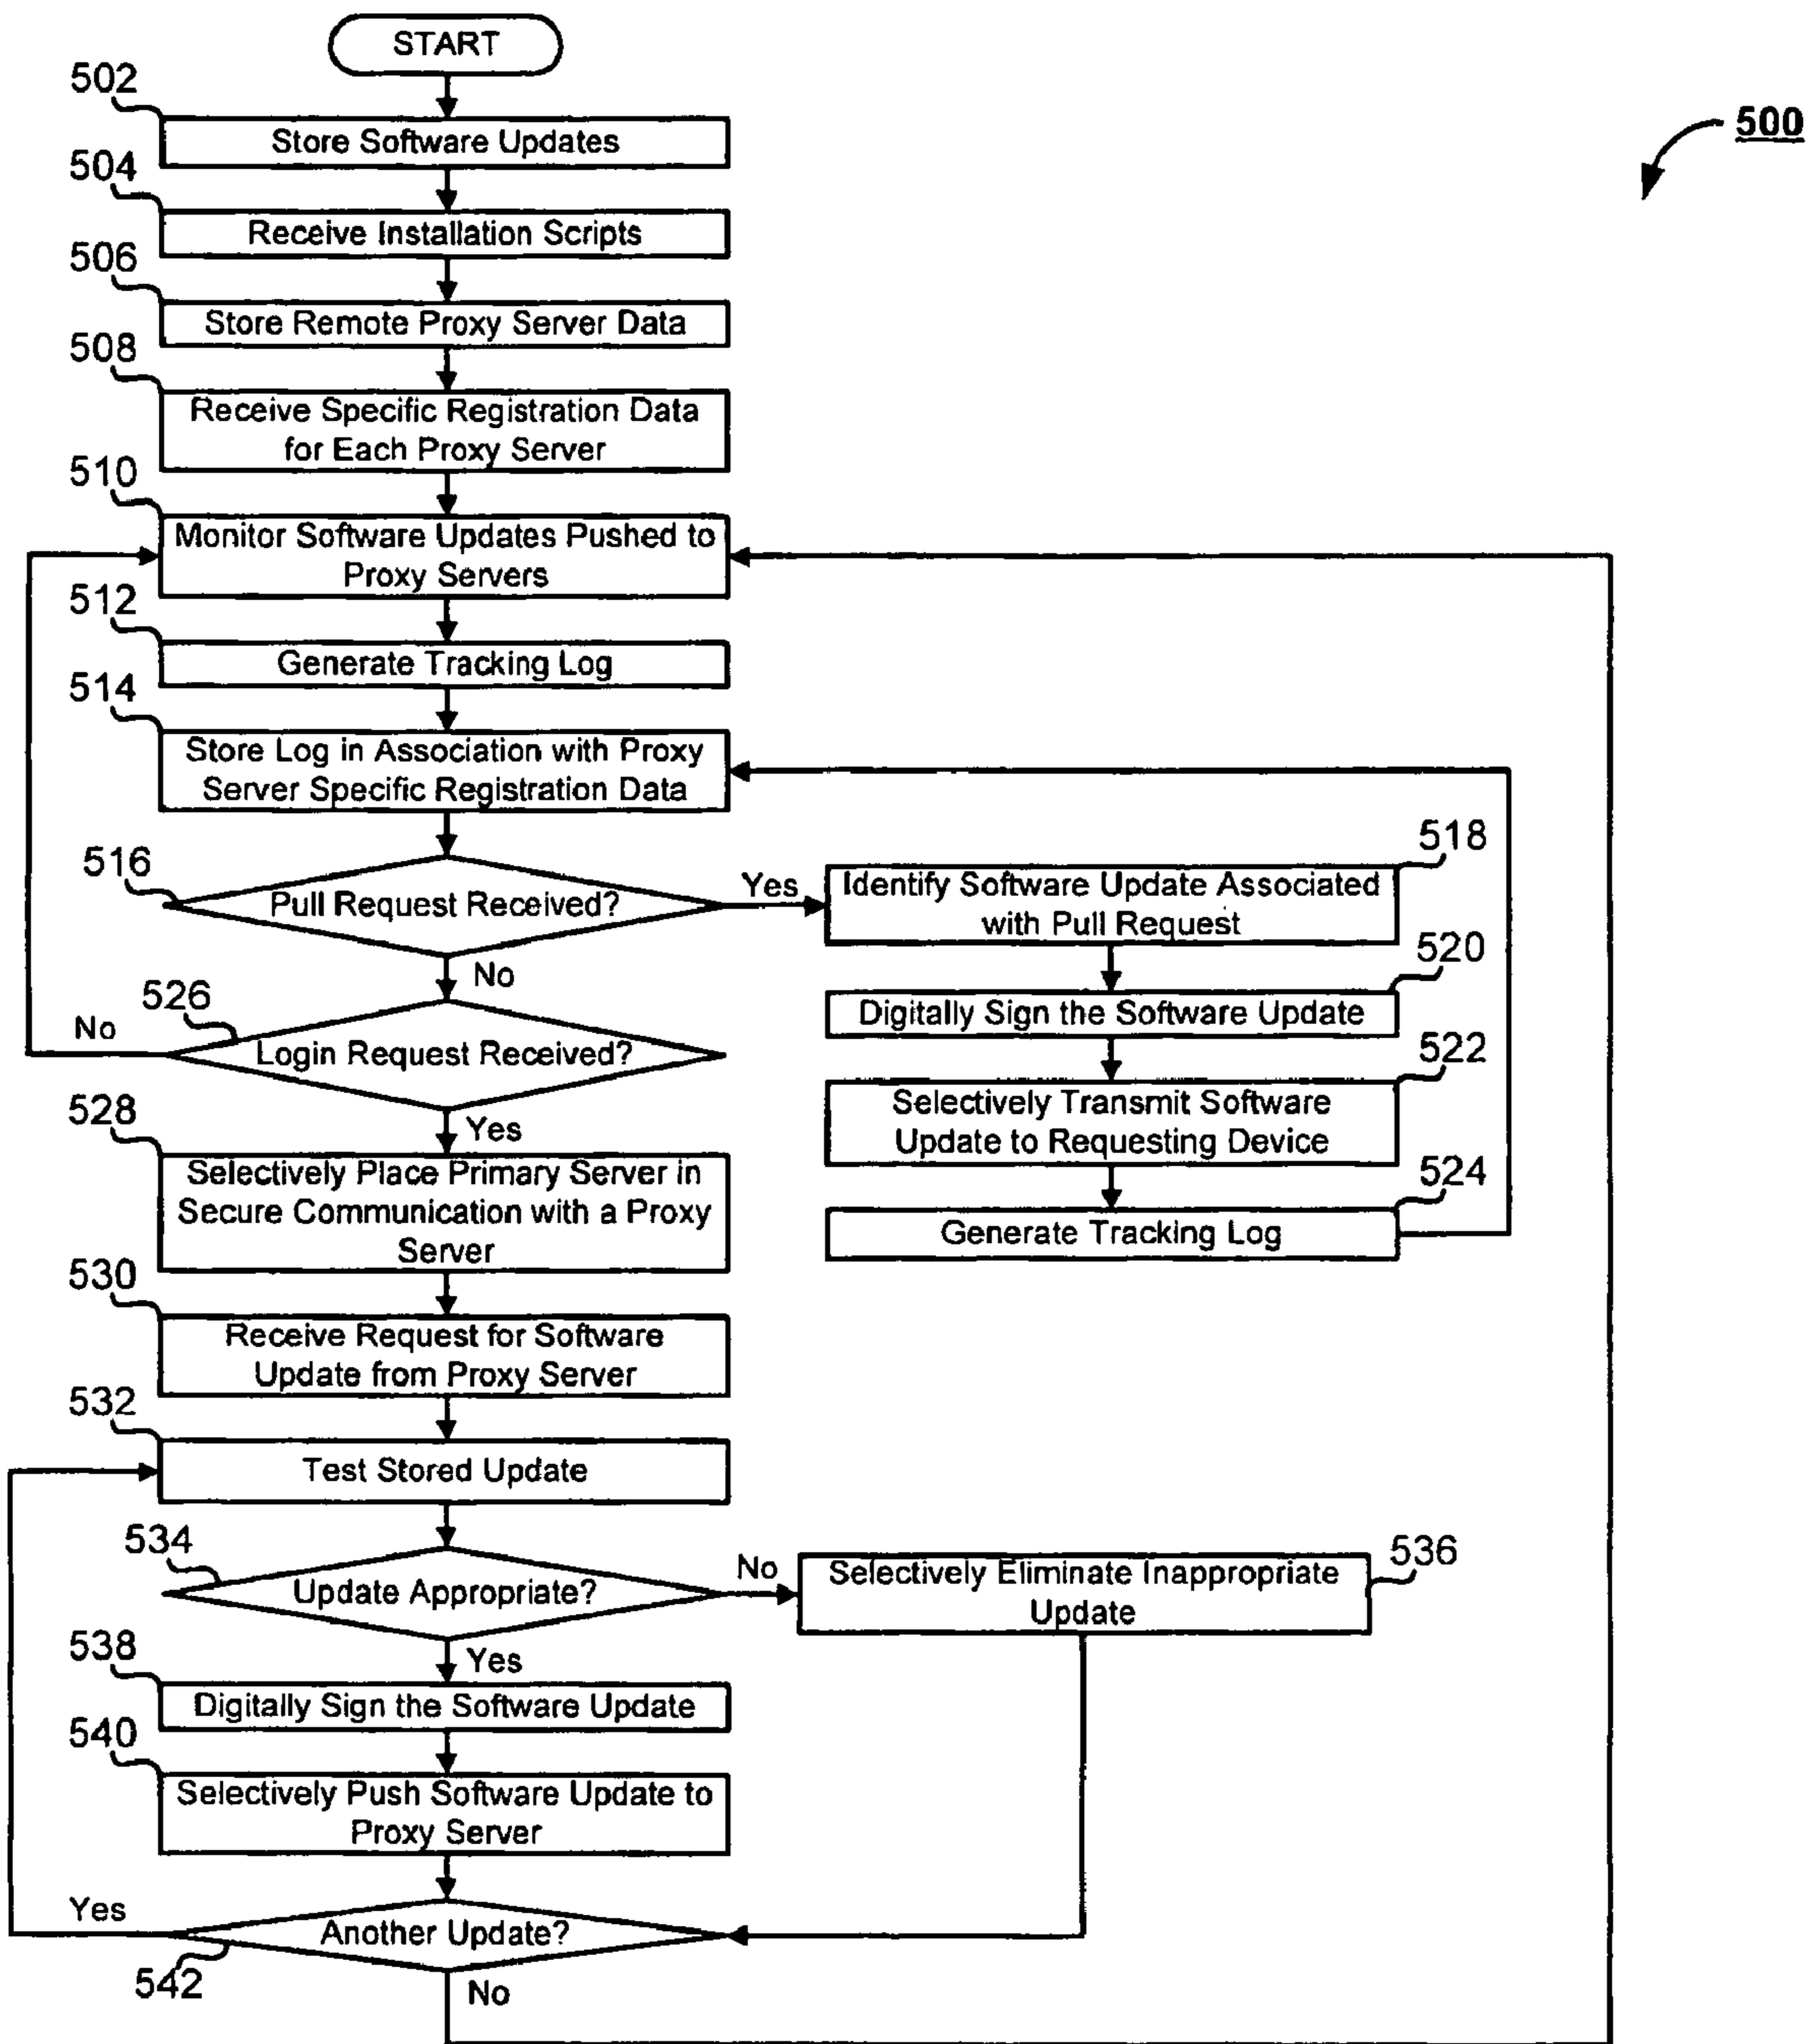 START
500
502
Store Software Updates
504
Receive Installation Scripts
506
Store Remote Proxy Server Data
508
Receive Specific Registration Data
for Each Proxy Server
510
Monitor Software Updates Pushed to
Proxy Servers
512
Generate Tracking Log
514
Store Log in Association with Proxy
Server Specific Registration Data
516
Pull Request Received?
Yes
No
518
Identify Software Update Associated
with Pull Request
520
Digitally Sign the Software Update
522
Selectively Transmit Software
Update to Requesting Device
524
Generate Tracking Log
526
Login Request Received?
No
Yes
528
Selectively Place Primary Server in
Secure Communication with a Proxy
Server
530
Receive Request for Software
Update from Proxy Server
532
Test Stored Update
534
Update Appropriate?
No
Yes
536
Selectively Eliminate Inappropriate
Update
538
Digitally Sign the Software Update
540
Selectively Push Software Update to
Proxy Server
Yes
Another Update?
542
No